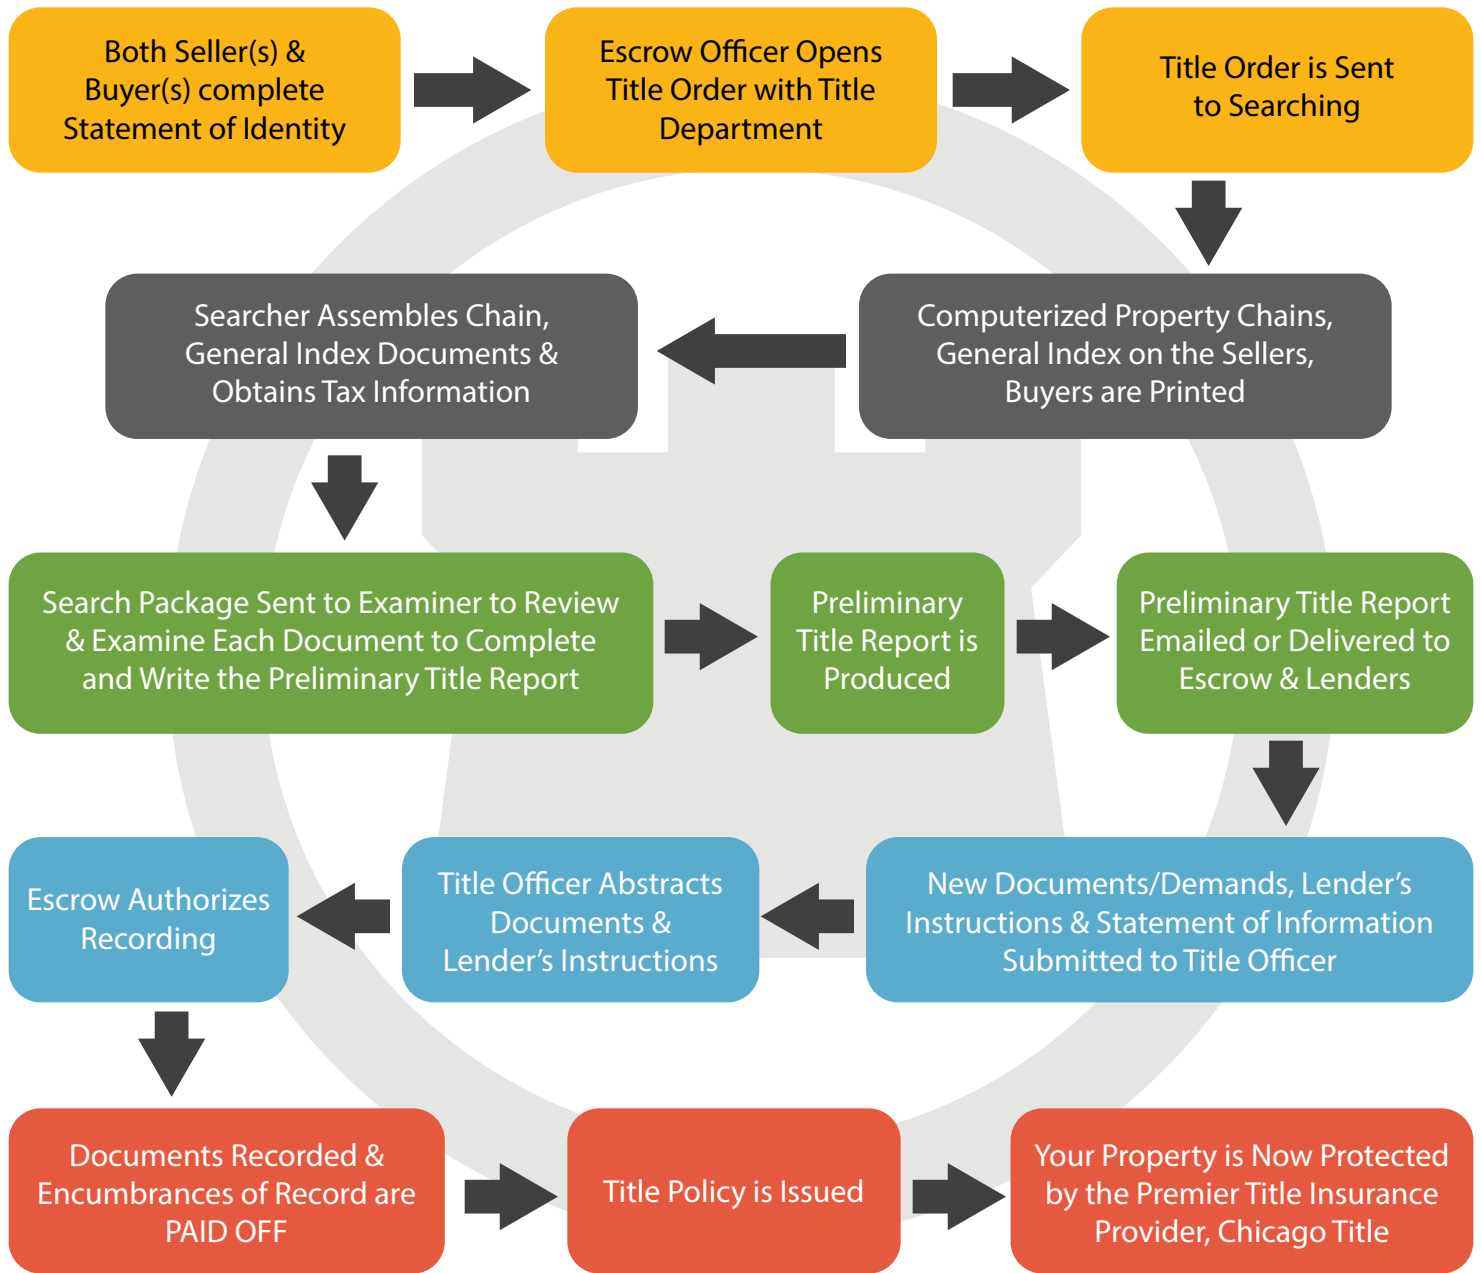 Both Seller(s) &
Buyer(s) complete
Statement of Identity
Escrow Officer Opens
Title Order with Title
Department
Title Order is Sent
to Searching
Computerized Property Chains,
General Index on the Sellers,
Buyers are Printed
Searcher Assembles Chain,
General Index Documents &
Obtains Tax Information
Search Package Sent to Examiner to Review
& Examine Each Document to Complete
and Write the Preliminary Title Report
Preliminary
Title Report is
Produced
Preliminary Title Report
Emailed or Delivered to
Escrow & Lenders
New Documents/Demands, Lender’s
Instructions & Statement of Information
Submitted to Title Officer
Title Officer Abstracts
Documents &
Lender’s Instructions
Escrow Authorizes
Recording
Documents Recorded &
Encumbrances of Record are
PAID OFF
Title Policy is Issued
Your Property is Now Protected
by the Premier Title Insurance
Provider, Chicago Title